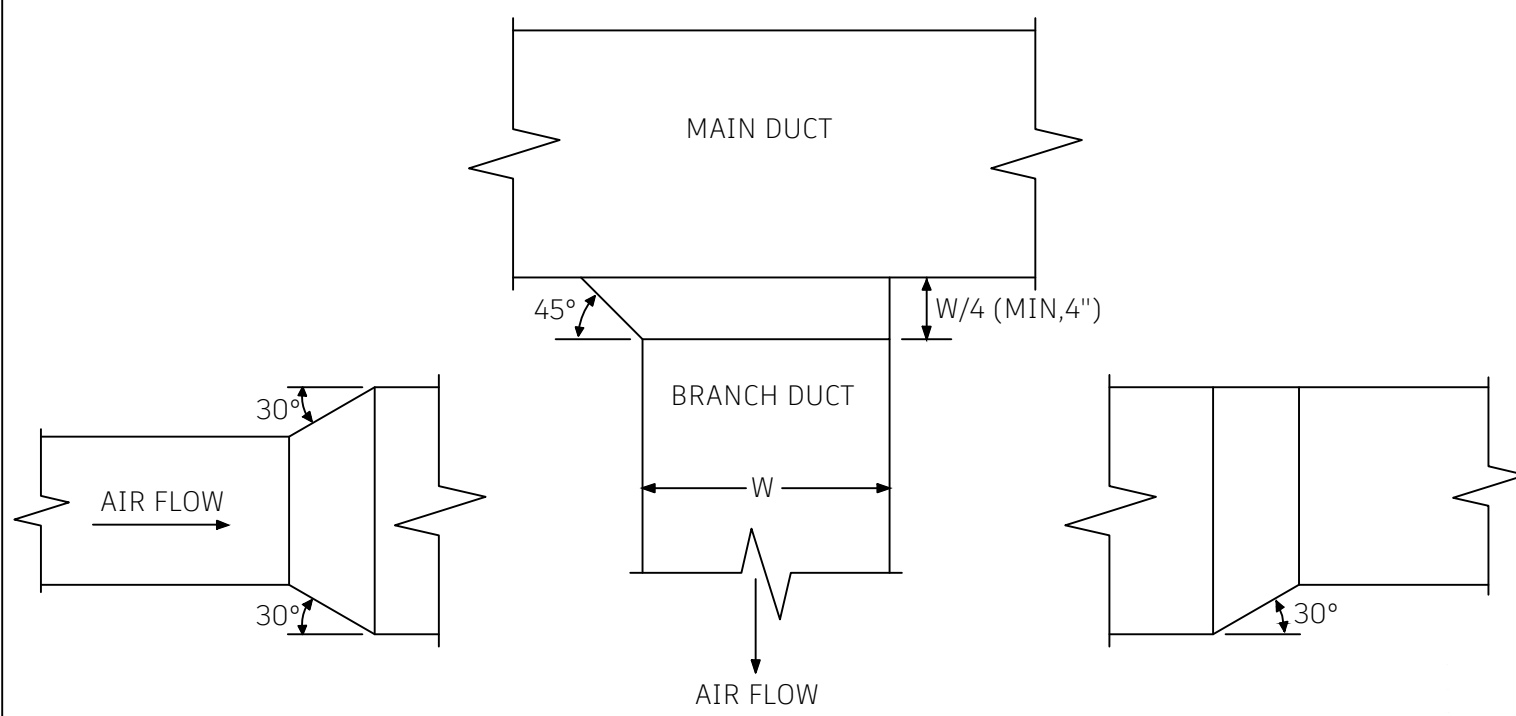 MAIN DUCT
45°
W/4 (MIN,4")
BRANCH DUCT
30°
AIR FLOW
W
30°
30°
AIR FLOW